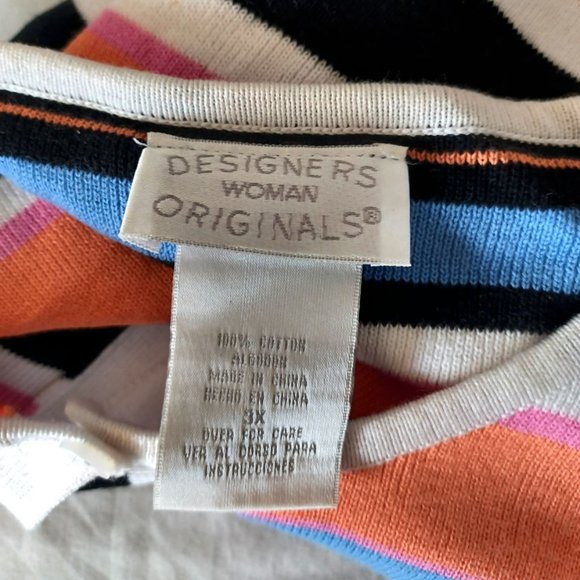 DESIGNERS
WOMAN
ORIGINALS®
100% COTTON
ALGODON
MADE IN CHINA
HECHO EN CHINA
3X
OVER FOR CARE
VER AL DORSO PARA
INSTRUCCIONES